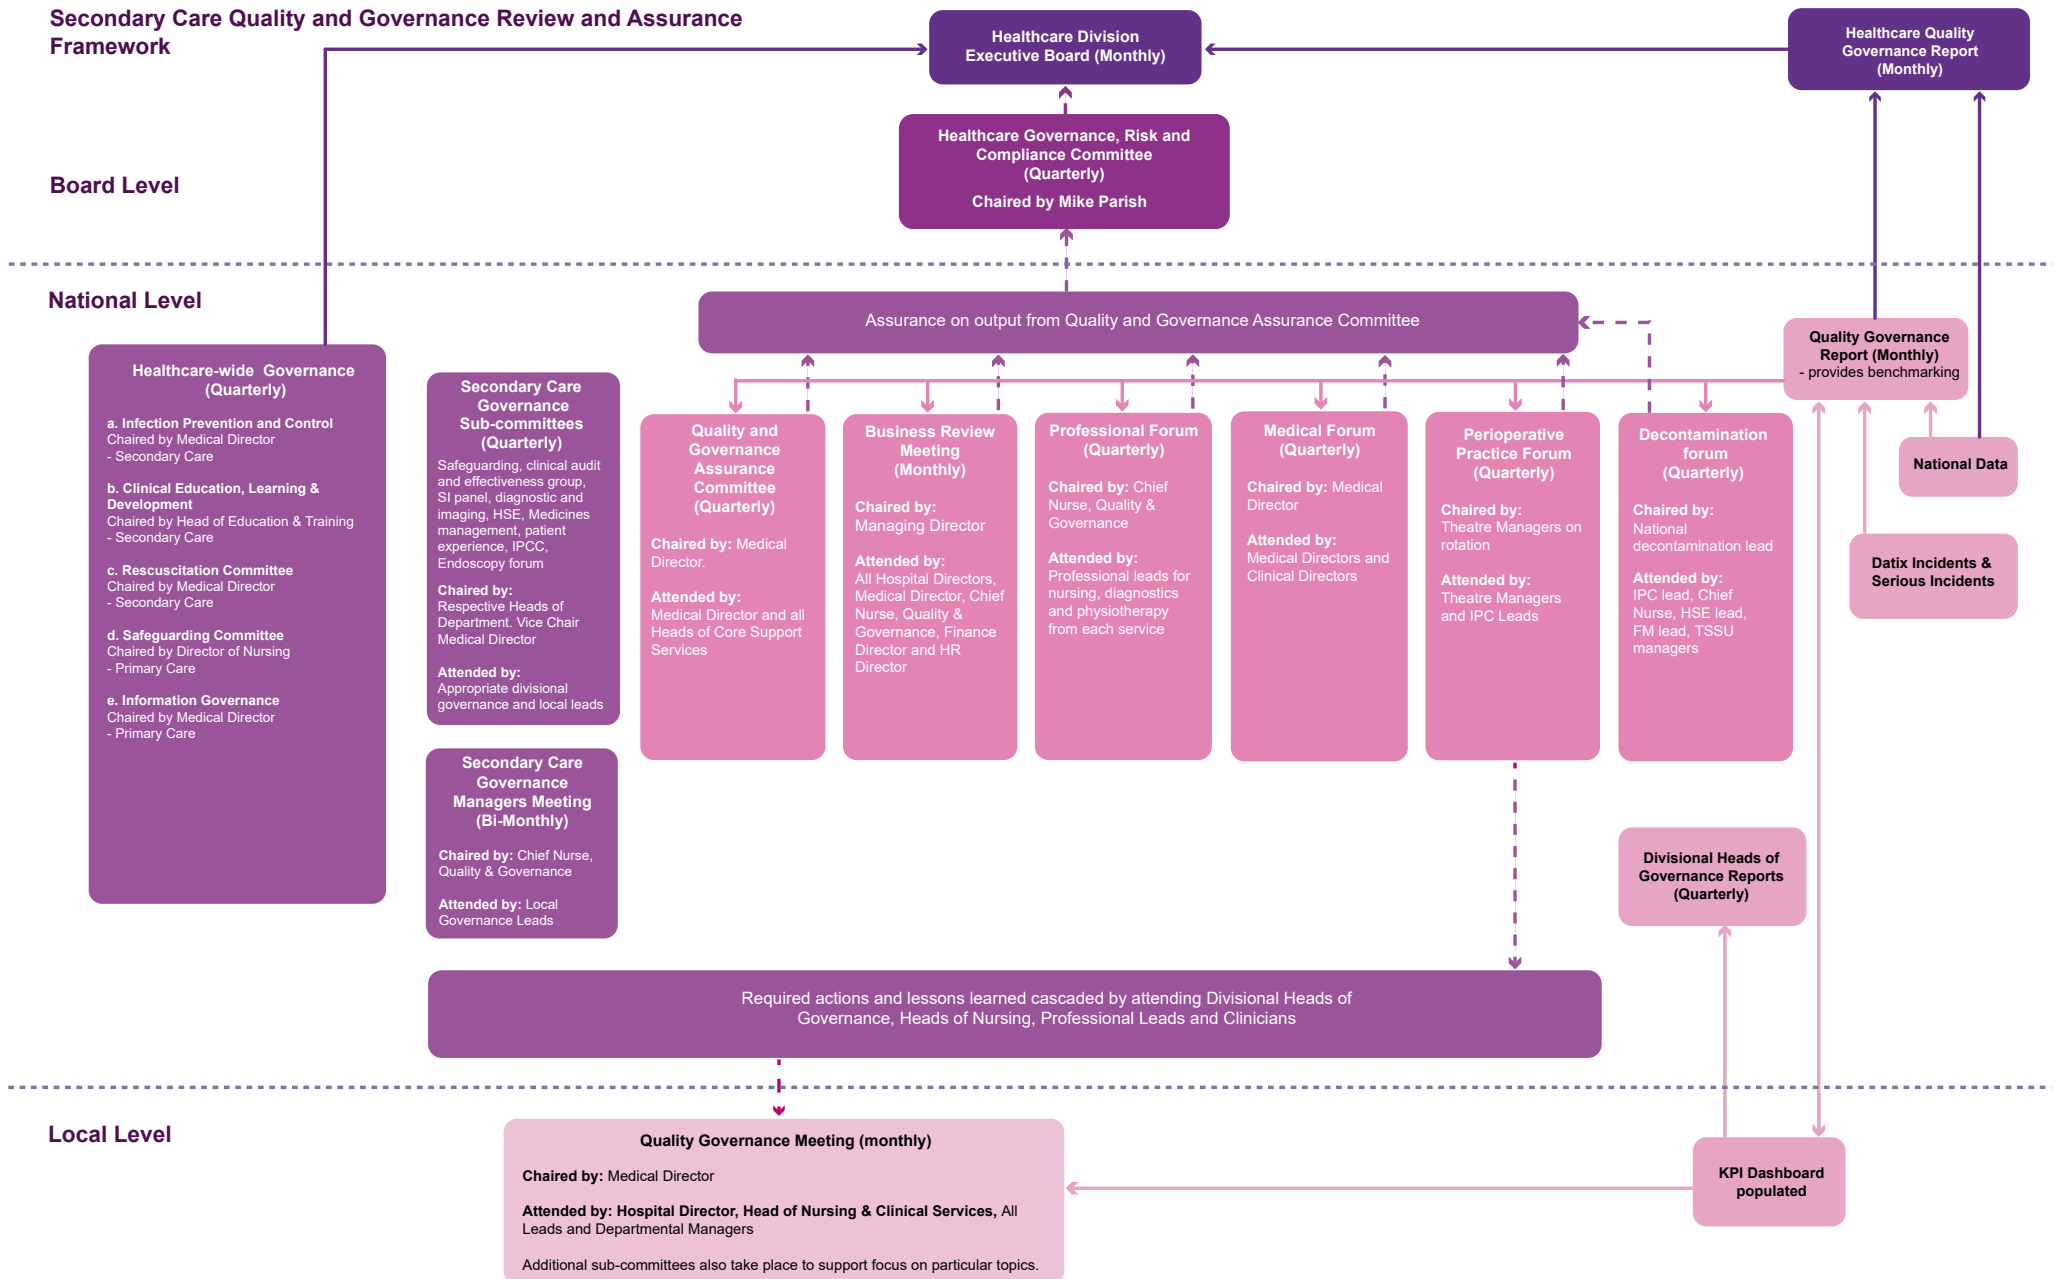 Secondary Care Quality and Governance Review and Assurance
Framework
Healthcare Division
Executive Board (Monthly)
Healthcare Quality
Governance Report
(Monthly)
Healthcare Governance, Risk and
Compliance Committee
(Quarterly)
Chaired by Mike Parish
Board Level
National Level
Assurance on output from Quality and Governance Assurance Committee
Healthcare-wide Governance
(Quarterly)
a. Infection Prevention and Control
Chaired by Medical Director
- Secondary Care
b. Clinical Education, Learning &
Development
Chaired by Head of Education & Training
- Secondary Care
c. Rescuscitation Committee
Chaired by Medical Director
- Secondary Care
d. Safeguarding Committee
Chaired by Director of Nursing
- Primary Care
e. Information Governance
Chaired by Medical Director
- Primary Care
Secondary Care
Governance
Sub-committees
(Quarterly)
Safeguarding, clinical audit
and effectiveness group,
SI panel, diagnostic and
imaging, HSE, Medicines
management, patient
experience, IPCC,
Endoscopy forum
Chaired by:
Respective Heads of
Department. Vice Chair
Medical Director
Attended by:
Appropriate divisional
governance and local leads
Secondary Care
Governance
Managers Meeting
(Bi-Monthly)
Chaired by: Chief Nurse,
Quality & Governance
Attended by: Local
Governance Leads
Quality and
Governance
Assurance
Committee
(Quarterly)
Chaired by: Medical
Director.
Attended by:
Medical Director and all
Heads of Core Support
Services
Business Review
Meeting
(Monthly)
Chaired by:
Managing Director
Attended by:
All Hospital Directors,
Medical Director, Chief
Nurse, Quality &
Governance, Finance
Director and HR
Director
Professional Forum
(Quarterly)
Chaired by: Chief
Nurse, Quality &
Governance
Attended by:
Professional leads for
nursing, diagnostics
and physiotherapy
from each service
Medical Forum
(Quarterly)
Chaired by: Medical
Director
Attended by:
Medical Directors and
Clinical Directors
Perioperative
Practice Forum
(Quarterly)
Chaired by:
Theatre Managers on
rotation
Attended by:
Theatre Managers
and IPC Leads
Decontamination
forum
(Quarterly)
Chaired by:
National
decontamination lead
Attended by:
IPC lead, Chief
Nurse, HSE lead,
FM lead, TSSU
managers
Quality Governance
Report (Monthly)
- provides benchmarking
National Data
Datix Incidents &
Serious Incidents
Divisional Heads of
Governance Reports
(Quarterly)
Required actions and lessons learned cascaded by attending Divisional Heads of
Governance, Heads of Nursing, Professional Leads and Clinicians
Local Level
Quality Governance Meeting (monthly)
Chaired by: Medical Director
Attended by: Hospital Director, Head of Nursing & Clinical Services, All
Leads and Departmental Managers
Additional sub-committees also take place to support focus on particular topics.
KPI Dashboard
populated